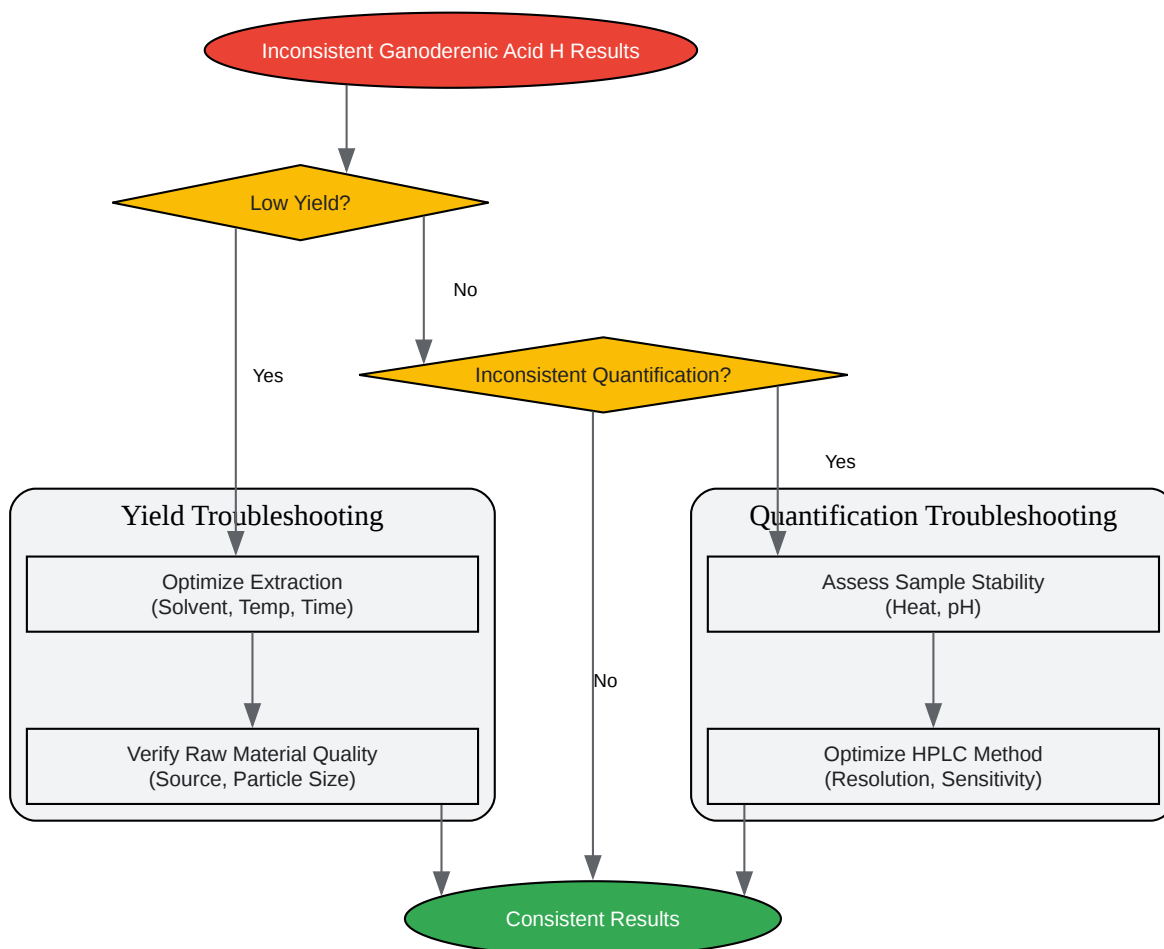 Inconsistent Ganoderenic Acid H Results
Low Yield?
No
Yes
Inconsistent Quantification?
Yes
Yield Troubleshooting
Quantification Troubleshooting
Optimize Extraction
(Solvent, Temp, Time)
Assess Sample Stability
(Heat, pH)
No
Verify Raw Material Quality
(Source, Particle Size)
Optimize HPLC Method
(Resolution, Sensitivity)
Consistent Results